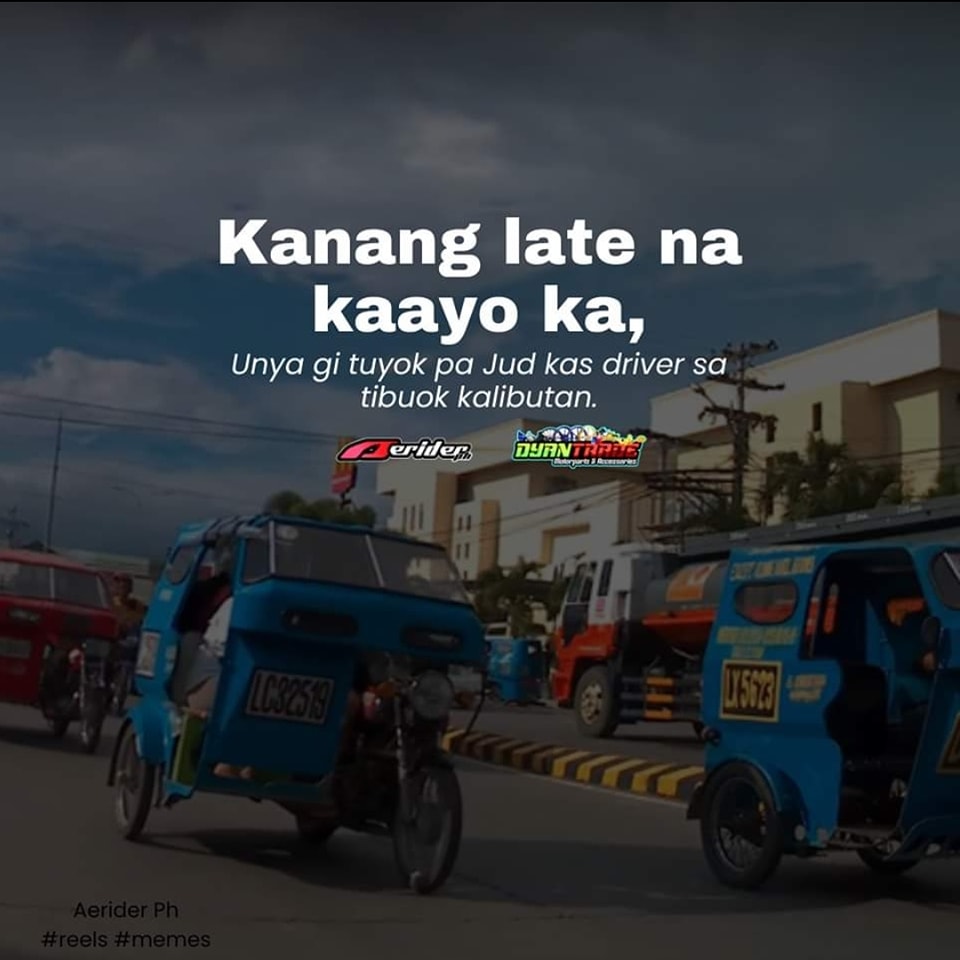 Kanang late na
kaayo ka,
Unya gi tuyok pa Jud kas driver sa
tibuok kalibutan.
Aerider Ph
DYANTRADE
Motorparts & Accessories
LC32519
LX5623
Aerider Ph
#reels #memes